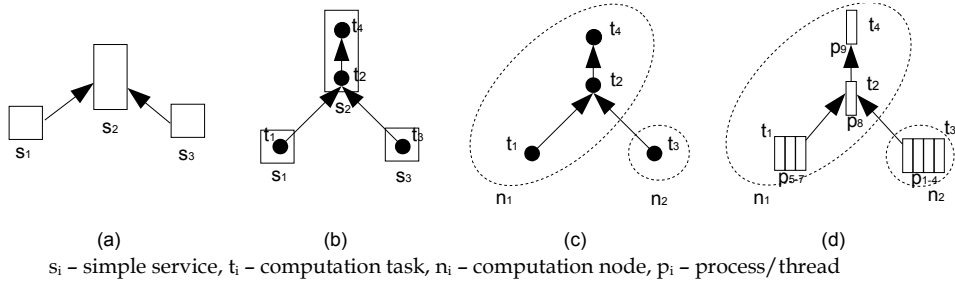 s1
s2
s3
(a)
t4
t2
s2
t1
t3
s1
s3
(b)
t4
t2
t1
t3
n1
n2
(c)
t4
p9
t2
p8
t1
t3
p5-7
p1-4
n1
n2
(d)
si – simple service, ti – computation task, ni – computation node, pi – process/thread